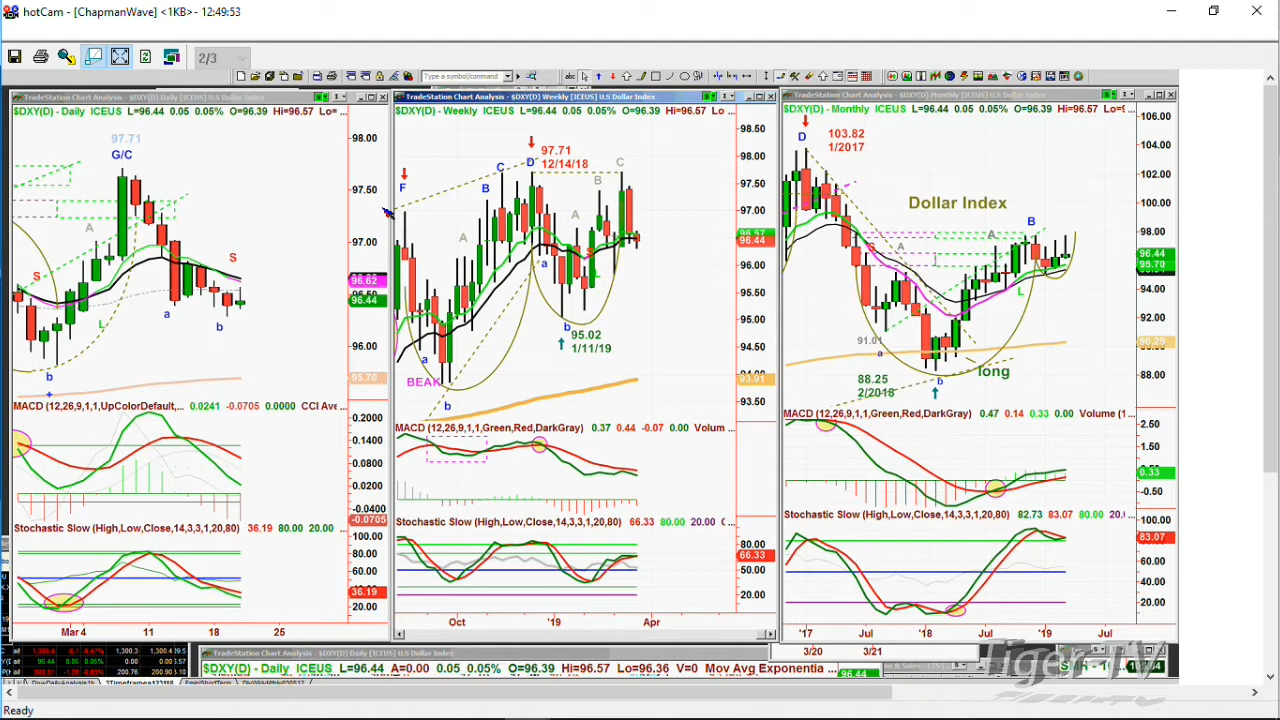 hotCam - [ChapmanWave] <1KB> - 12:49:53
2/3
Type a symbol/command
abc
TradeStation Chart Analysis - $DXY(D) Daily [ICEUS] U.S Dollar Index
$DXY(D) - Daily ICEUS L=96.44 0.05 0.05% O=96.39 Hi=96.57 Lo=...
97.71
G/C
A
S
S
L
a
b
b
+
98.00
97.50
97.00
96.62
96.50
96.44
96.00
95.70
MACD (12,26,9,1,1,UpColorDefault,... 0.0241 -0.0705 0.0000 CCI Ave...
0.2000
0.1400
0.0800
0.0200
-0.0400
-0.0705
Stochastic Slow (High,Low,Close,14,3,3,1,20,80) 36.19 80.00 20.00
100.00
80.00
60.00
36.19
20.00
Mar 4 11 18 25
TradeStation Chart Analysis - $DXY(D) Weekly [ICEUS] U.S Dollar Index
$DXY(D) - Weekly ICEUS L=96.44 0.05 0.05% O=96.39 Hi=96.57 Lo...
F
A
B
C
D
97.71
12/14/18
A
B
C
S
L
a
a
b
b
BEAK
95.02
1/11/19
98.50
98.00
97.50
97.00
96.57
96.44
96.00
95.50
95.00
94.50
93.91
93.50
MACD (12,26,9,1,1,Green,Red,DarkGray) 0.37 0.44 -0.07 0.00 Volum...
Stochastic Slow (High,Low,Close,14,3,3,1,20,80) 66.33 80.00 20.00 C...
80.00
66.33
50.00
20.00
Oct '19 Apr
TradeStation Chart Analysis - $DXY(D) Monthly [ICEUS] U.S Dollar Index
$DXY(D) - Monthly ICEUS L=96.44 0.05 0.05% O=96.39 Hi=96.57
D
103.82
1/2017
Dollar Index
S
A
A
B
L
91.01
a
b
88.25
2/2018
long
106.00
104.00
102.00
100.00
98.00
96.44
95.70
94.00
92.00
90.29
88.00
MACD (12,26,9,1,1,Green,Red,DarkGray) 0.47 0.14 0.33 0.00 Volume (1...
2.50
1.50
0.33
-0.50
Stochastic Slow (High,Low,Close,14,3,3,1,20,80) 82.73 83.07 80.00
100.00
83.07
60.00
40.00
20.00
'17 Jul '18 Jul '19 Jul
3/20 3/21
$DXY(D) - Daily ICEUS L=96.44 A=0.00 0.05 0.05% Hi=96.57 Lo=96.36 V=0 Mov Avg Exponentia...
96.44
Tiger TV
Ready